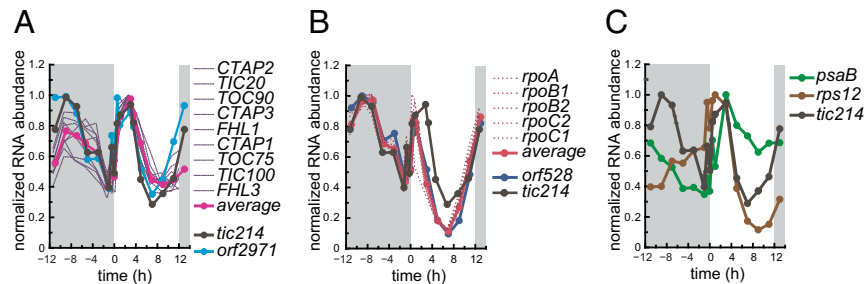 A
normalized RNA abundance
1.2
1.0
0.8
0.6
0.4
0.2
0
−12 −8 −4 0 4 8 12
time (h)
CTAP2
TIC20
TOC90
CTAP3
FHL1
CTAP1
TOC75
TIC100
FHL3
average
tic214
orf2971
B
normalized RNA abundance
1.2
1.0
0.8
0.6
0.4
0.2
0
−12 −8 −4 0 4 8 12
time (h)
rpoA
rpoB1
rpoB2
rpoC2
rpoC1
average
orf528
tic214
C
normalized RNA abundance
1.2
1.0
0.8
0.6
0.4
0.2
0
−12 −8 −4 0 4 8 12
time (h)
psaB
rps12
tic214